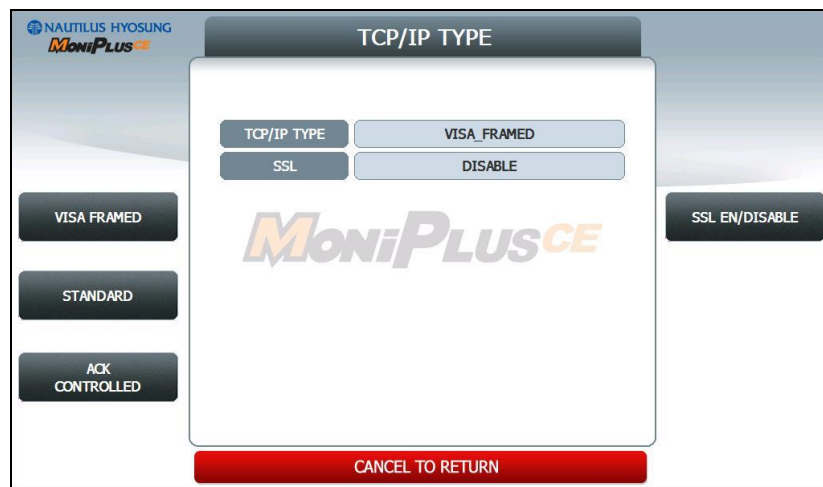 NAUTILUS HYOSUNG
MoniPlusCE
TCP/IP TYPE
TCP/IP TYPE VISA_FRAMED
SSL DISABLE
VISA FRAMED
SSL EN/DISABLE
MoniPlusCE
STANDARD
ACK
CONTROLLED
CANCEL TO RETURN